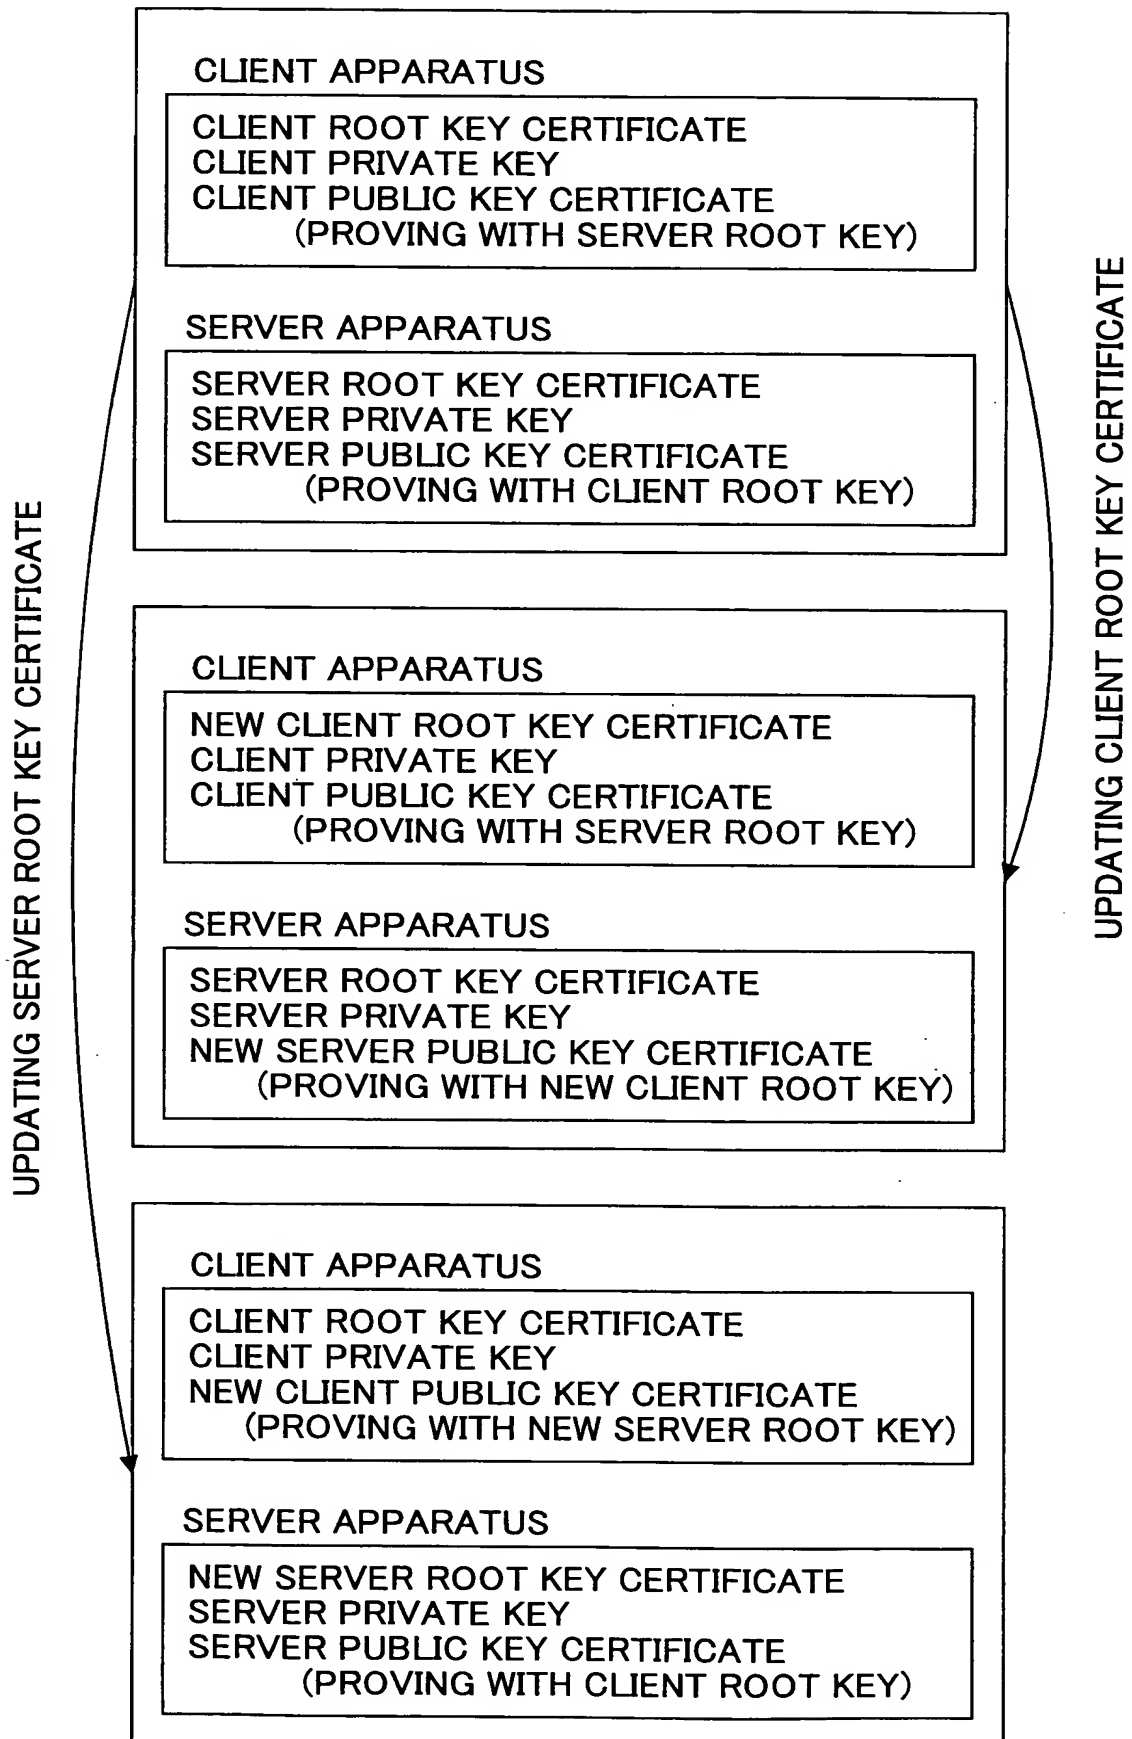 CLIENT APPARATUS
CLIENT ROOT KEY CERTIFICATE
CLIENT PRIVATE KEY
CLIENT PUBLIC KEY CERTIFICATE
(PROVING WITH SERVER ROOT KEY)
SERVER APPARATUS
SERVER ROOT KEY CERTIFICATE
SERVER PRIVATE KEY
SERVER PUBLIC KEY CERTIFICATE
(PROVING WITH CLIENT ROOT KEY)
UPDATING CLIENT ROOT KEY CERTIFICATE
UPDATING SERVER ROOT KEY CERTIFICATE
CLIENT APPARATUS
NEW CLIENT ROOT KEY CERTIFICATE
CLIENT PRIVATE KEY
CLIENT PUBLIC KEY CERTIFICATE
(PROVING WITH SERVER ROOT KEY)
SERVER APPARATUS
SERVER ROOT KEY CERTIFICATE
SERVER PRIVATE KEY
NEW SERVER PUBLIC KEY CERTIFICATE
(PROVING WITH NEW CLIENT ROOT KEY)
CLIENT APPARATUS
CLIENT ROOT KEY CERTIFICATE
CLIENT PRIVATE KEY
NEW CLIENT PUBLIC KEY CERTIFICATE
(PROVING WITH NEW SERVER ROOT KEY)
SERVER APPARATUS
NEW SERVER ROOT KEY CERTIFICATE
SERVER PRIVATE KEY
SERVER PUBLIC KEY CERTIFICATE
(PROVING WITH CLIENT ROOT KEY)